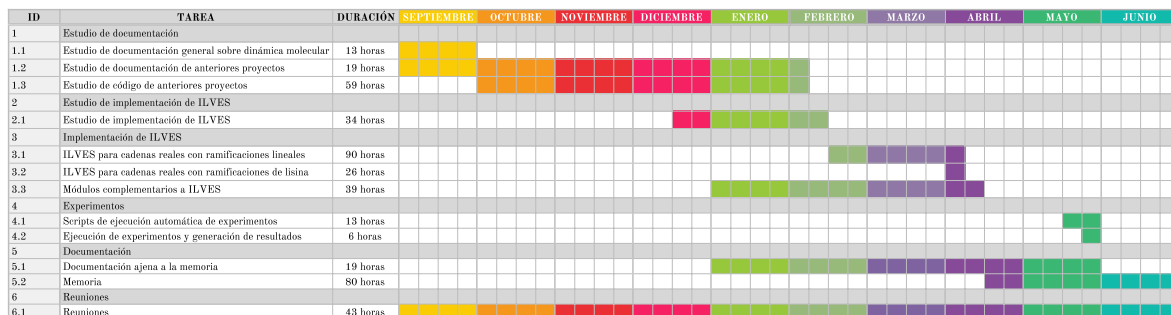 ID TAREA DURACIÓN SEPTIEMBRE OCTUBRE NOVIEMBRE DICIEMBRE ENERO FEBRERO MARZO ABRIL MAYO JUNIO
1 Estudio de documentación
1.1 Estudio de documentación general sobre dinámica molecular 13 horas
1.2 Estudio de documentación de anteriores proyectos 19 horas
1.3 Estudio de código de anteriores proyectos 59 horas
2 Estudio de implementación de ILVES
2.1 Estudio de implementación de ILVES 34 horas
3 Implementación de ILVES
3.1 ILVES para cadenas reales con ramificaciones lineales 90 horas
3.2 ILVES para cadenas reales con ramificaciones de lisina 26 horas
3.3 Módulos complementarios a ILVES 39 horas
4 Experimentos
4.1 Scripts de ejecución automática de experimentos 13 horas
4.2 Ejecución de experimentos y generación de resultados 6 horas
5 Documentación
5.1 Documentación ajena a la memoria 19 horas
5.2 Memoria 80 horas
6 Reuniones
6.1 Reuniones 43 horas